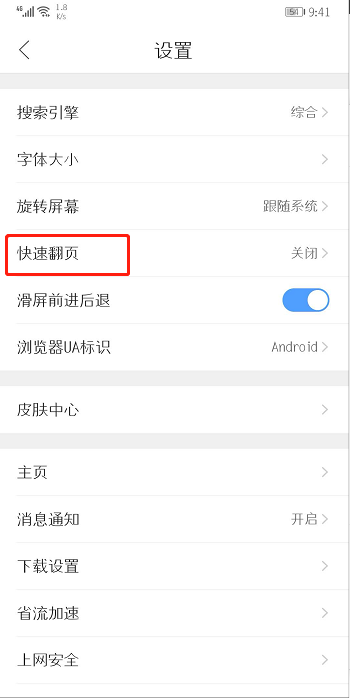 4G 1.8 K/s 54 9:41
设置
搜索引擎 综合
字体大小
旋转屏幕 跟随系统
快速翻页 关闭
滑屏前进后退
浏览器UA标识 Android
皮肤中心
主页
消息通知 开启
下载设置
省流加速
上网安全